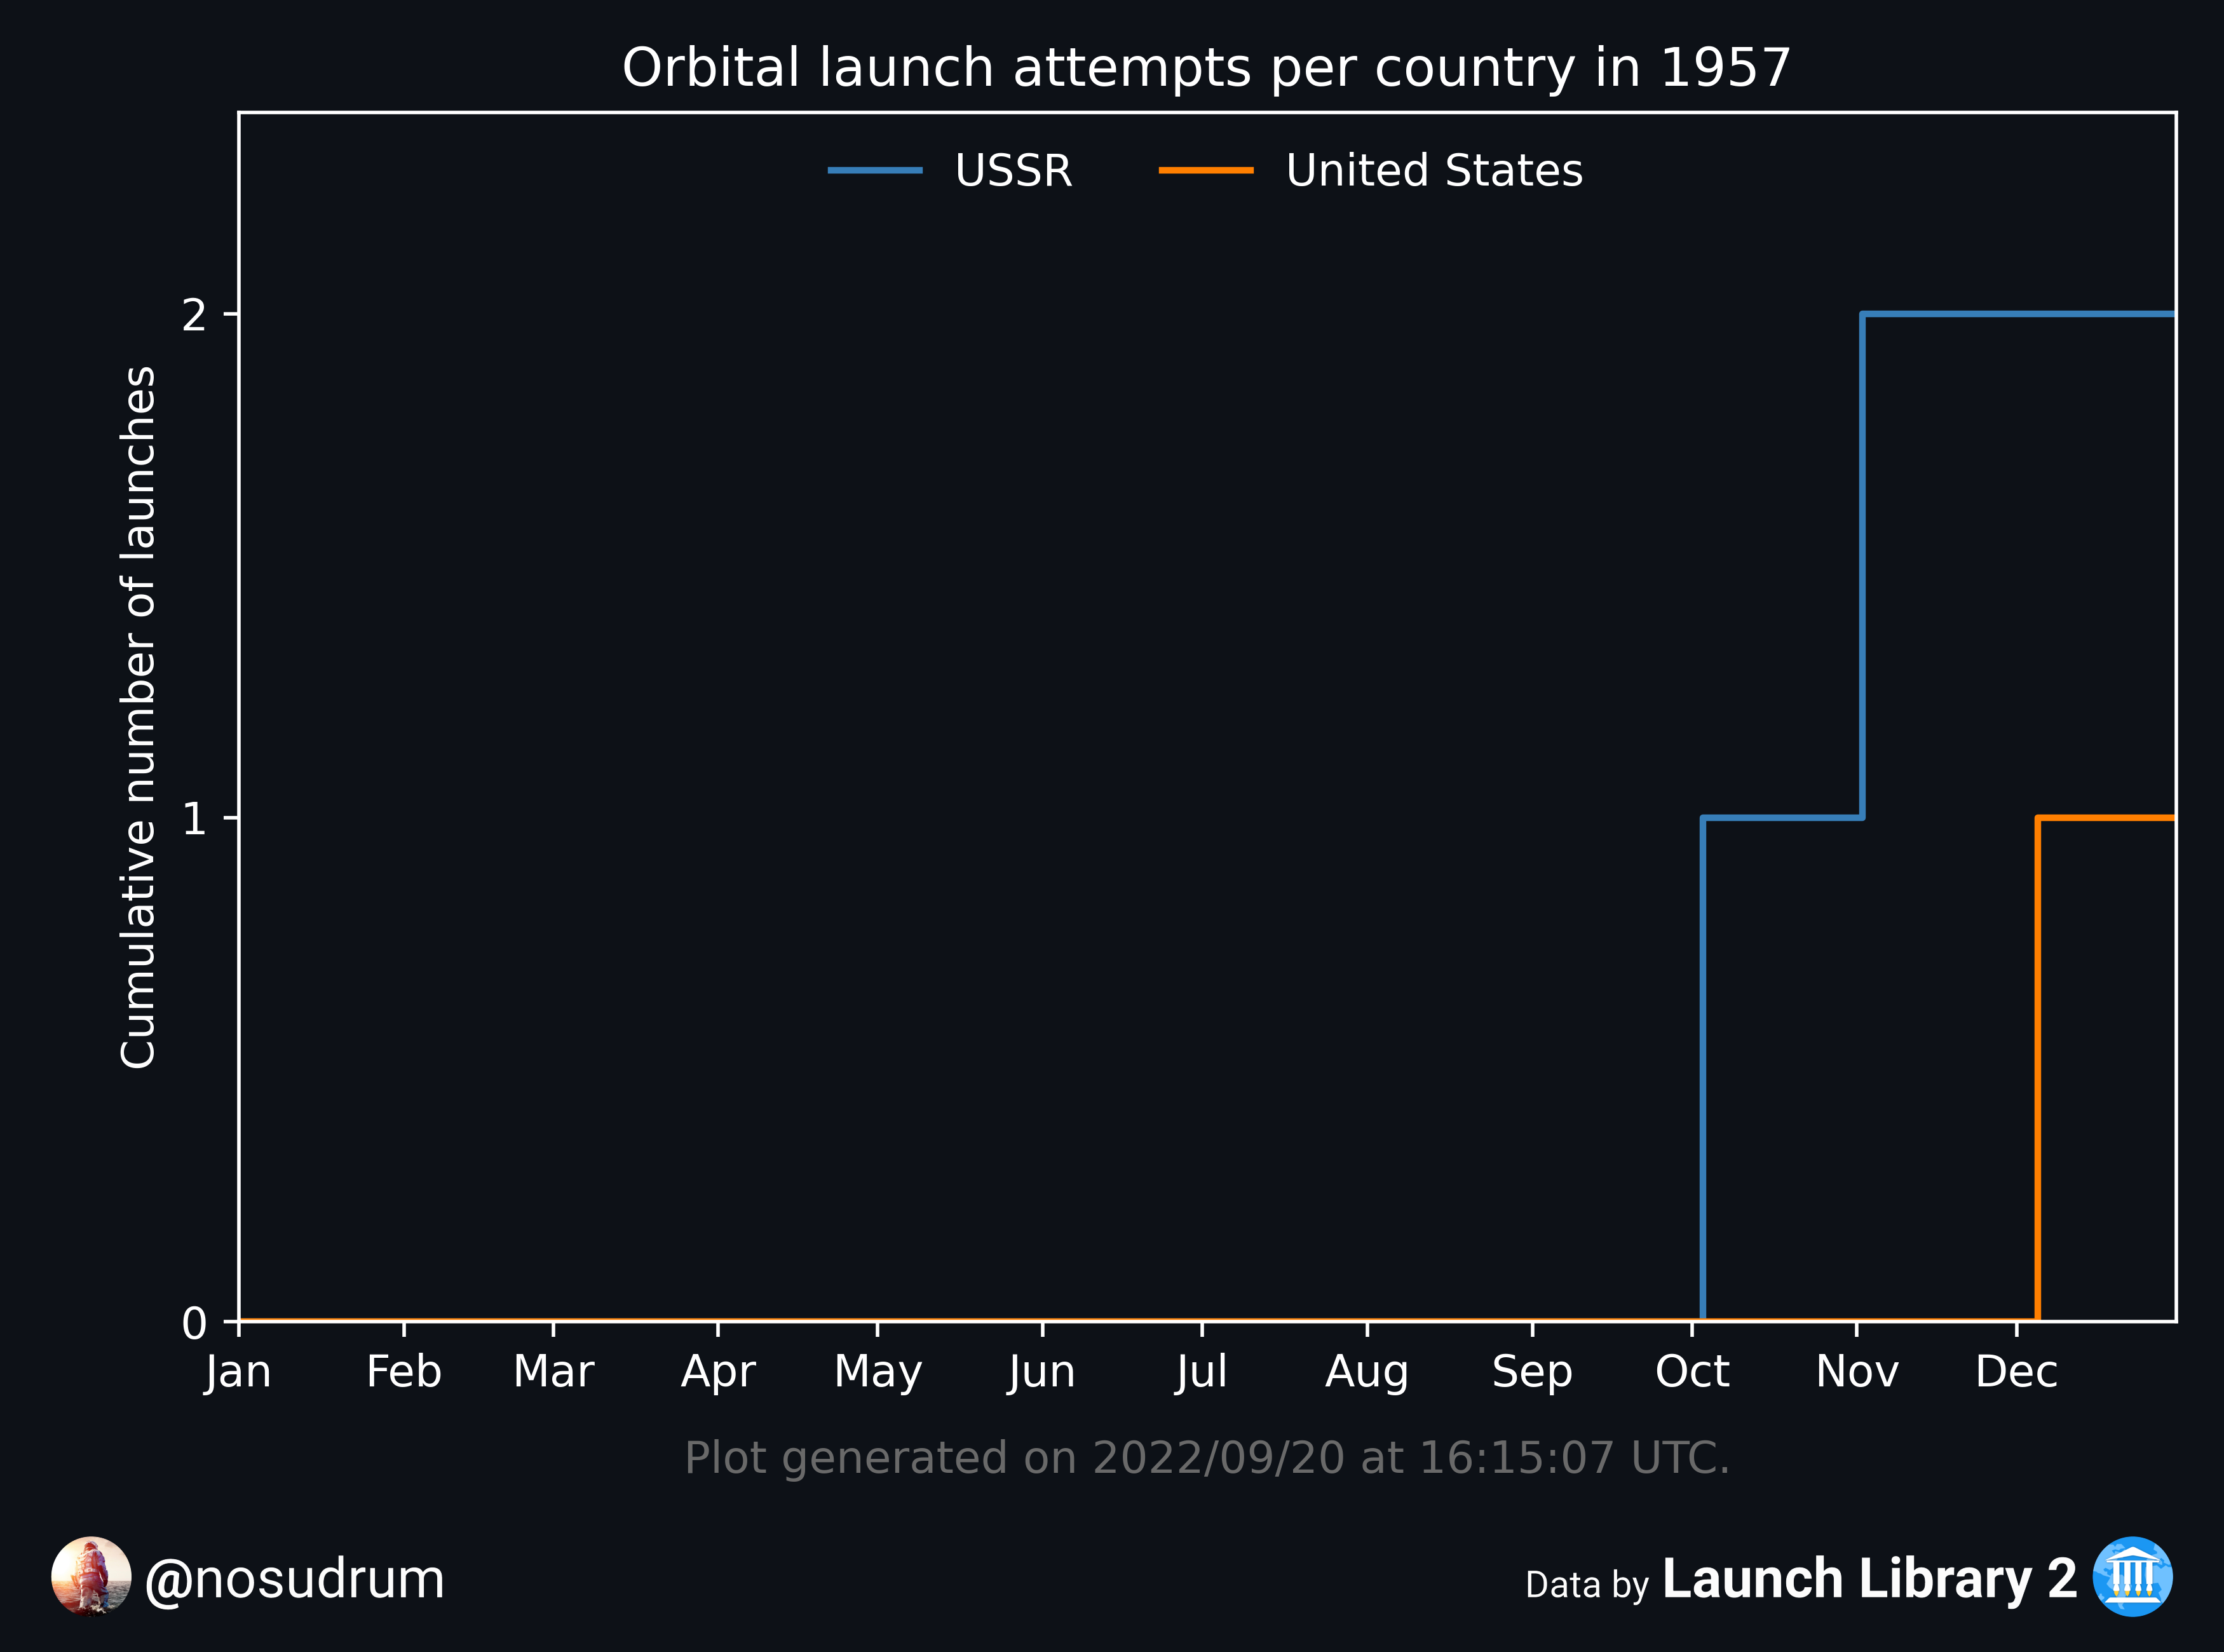 Orbital launch attempts per country in 1957
USSR United States
Cumulative number of launches
2
1
0
Jan Feb Mar Apr May Jun Jul Aug Sep Oct Nov Dec
Plot generated on 2022/09/20 at 16:15:07 UTC.
@nosudrum
Data by Launch Library 2